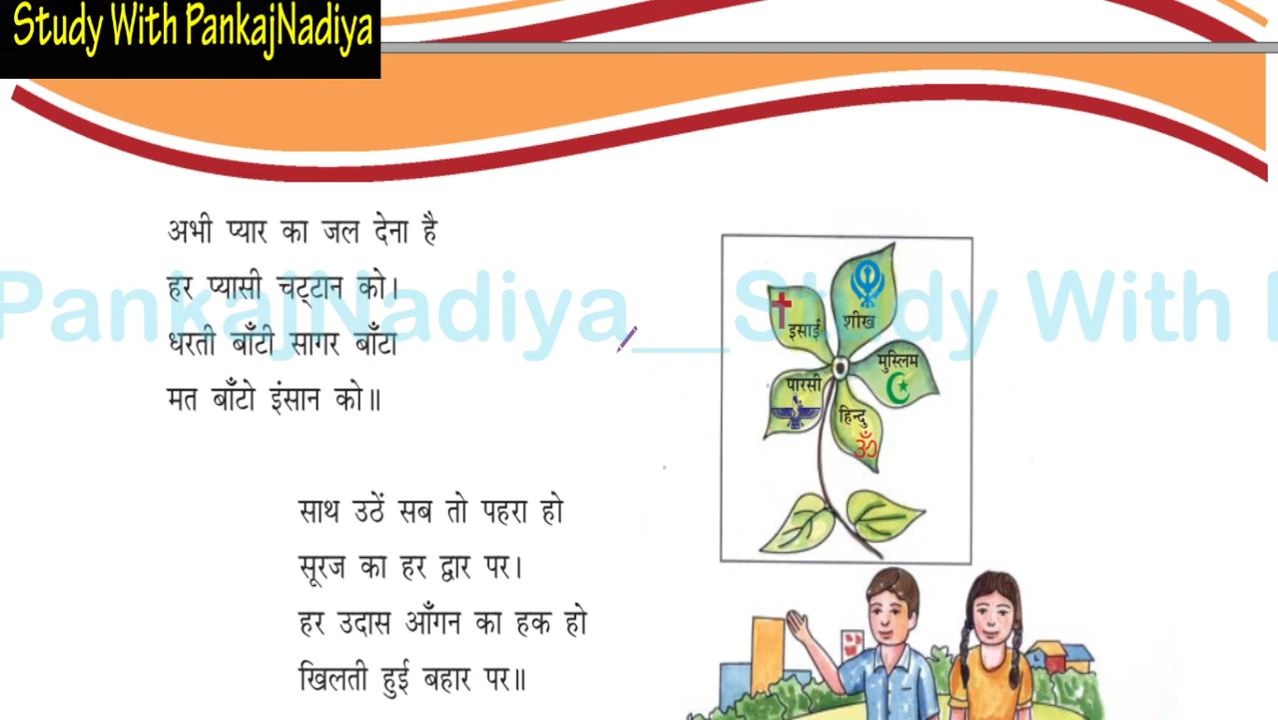 Study With PankajNadiya
अभी प्यार का जल देना है
हर प्यासी चट्टान को।
धरती बाँटी सागर बाँटा
मत बाँटो इंसान को॥
PankajNadiya__Study With
साथ उठें सब तो पहरा हो
सूरज का हर द्वार पर।
हर उदास आँगन का हक हो
खिलती हुई बहार पर॥
इसाई
शीख
मुस्लिम
पारसी
हिन्दु
ॐ